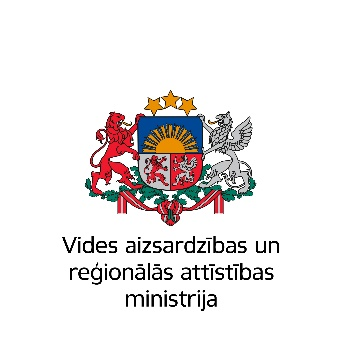 Vides aizsardzības un
reģionālās attīstības
ministrija